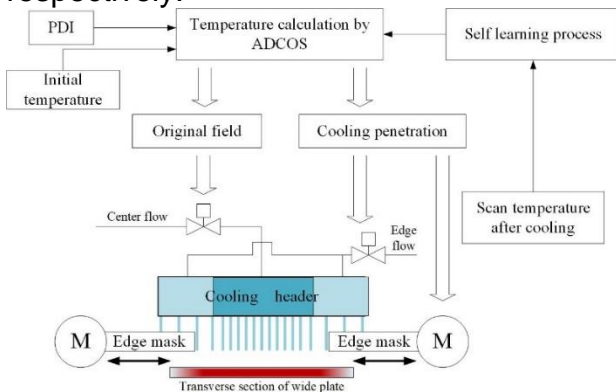 respectively.
PDI
Temperature calculation by
ADCOS
Self learning process
Initial
temperature
Original field
Cooling penetration
Scan temperature
after cooling
Center flow
Edge
flow
Cooling header
M
Edge mask
Edge mask
M
Transverse section of wide plate